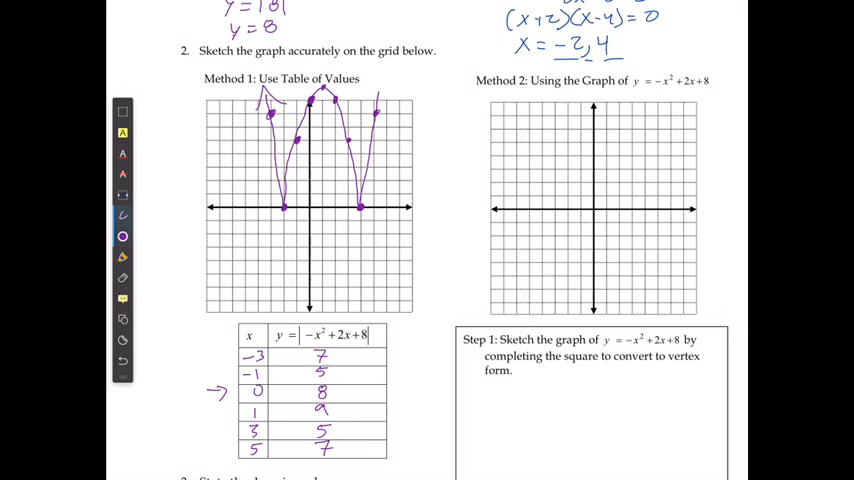 y = |8|
y = 8
(x+2)(x-4) = 0
x = -2, 4
2. Sketch the graph accurately on the grid below.
Method 1: Use Table of Values
Method 2: Using the Graph of y = −x² + 2x + 8
x y = |−x² + 2x + 8|
-3 7
-1 5
→ 0 8
1 9
3 5
5 7
Step 1: Sketch the graph of y = −x² + 2x + 8 by
completing the square to convert to vertex
form.